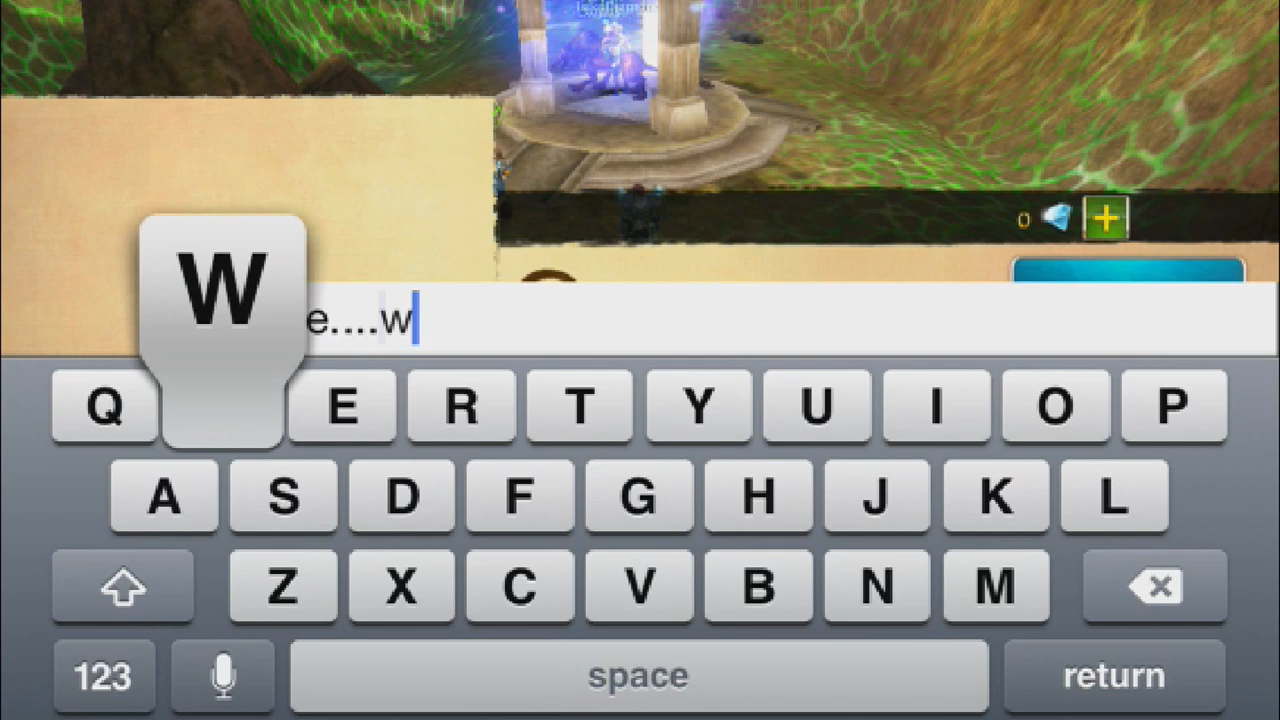 0
W
e....w
Q E R T Y U I O P
A S D F G H J K L
Z X C V B N M
123 space return